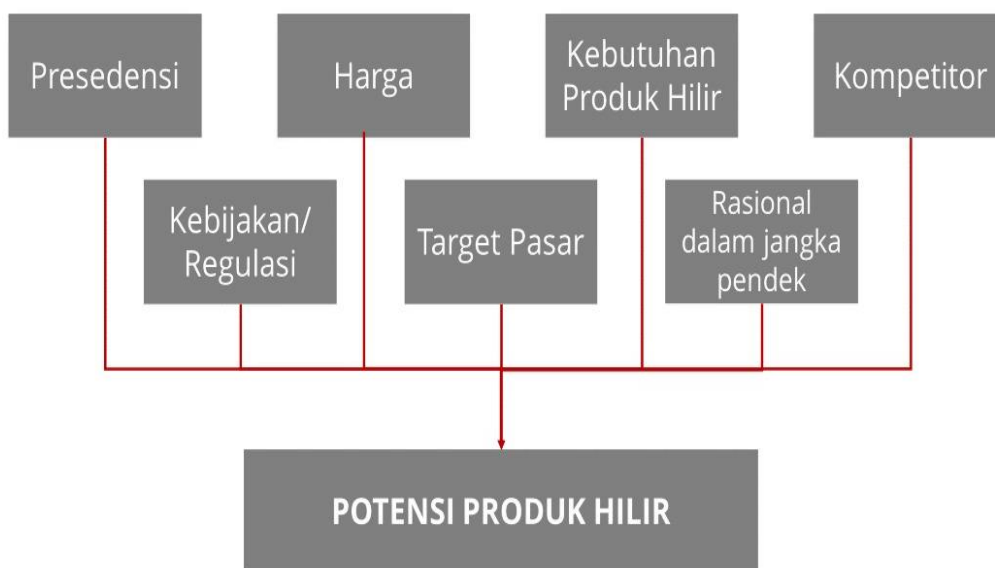 Presedensi
Harga
Kebutuhan
Produk Hilir
Kompetitor
Kebijakan/
Regulasi
Target Pasar
Rasional
dalam jangka
pendek
POTENSI PRODUK HILIR